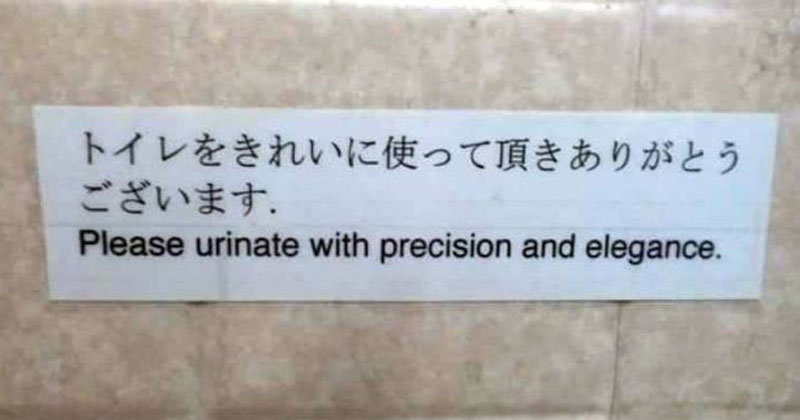 トイレをきれいに使って頂きありがとう
ございます.
Please urinate with precision and elegance.